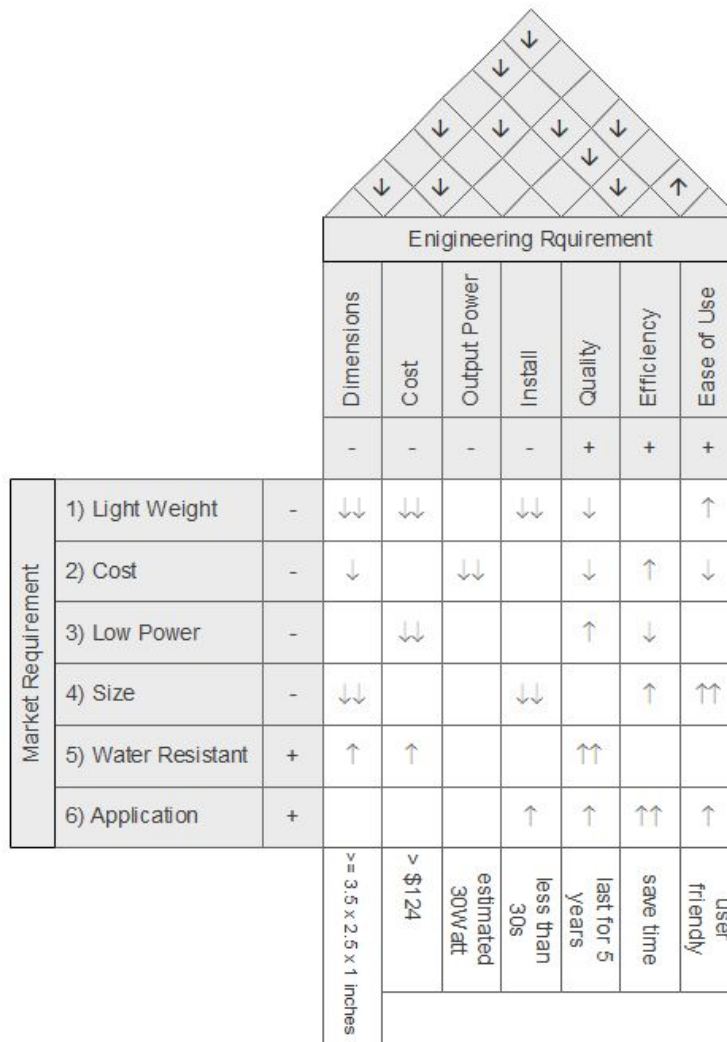 ↓
↓
↓ ↓ ↓ ↓
↓
↓ ↓ ↓ ↑
Enigineering Rquirement
Dimensions
Cost
Output Power
Install
Quality
Efficiency
Ease of Use
- - - - + + +
Market Requirement
1) Light Weight - ↓↓ ↓↓ ↓↓ ↓ ↑
2) Cost - ↓ ↓↓ ↓ ↑ ↓
3) Low Power - ↓↓ ↑ ↓
4) Size - ↓↓ ↓↓ ↑ ↑↑
5) Water Resistant + ↑ ↑ ↑↑
6) Application + ↑ ↑ ↑↑ ↑
>= 3.5 x 2.5 x 1 inches
> $124
estimated
30Watt
less than
30s
last for 5
years
save time
user
friendly